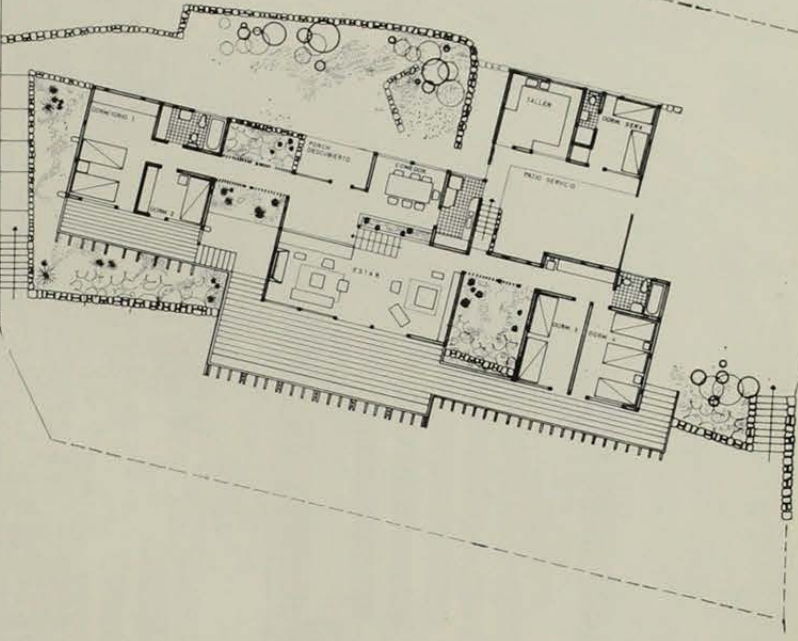 DORMITORIO 1
DORM 2
PORCH
DESCUBIERTO
COMEDOR
ESTAR
TALLER
DORM. SERV.
PATIO SERVICIO
DORM. 3
DORM. 4